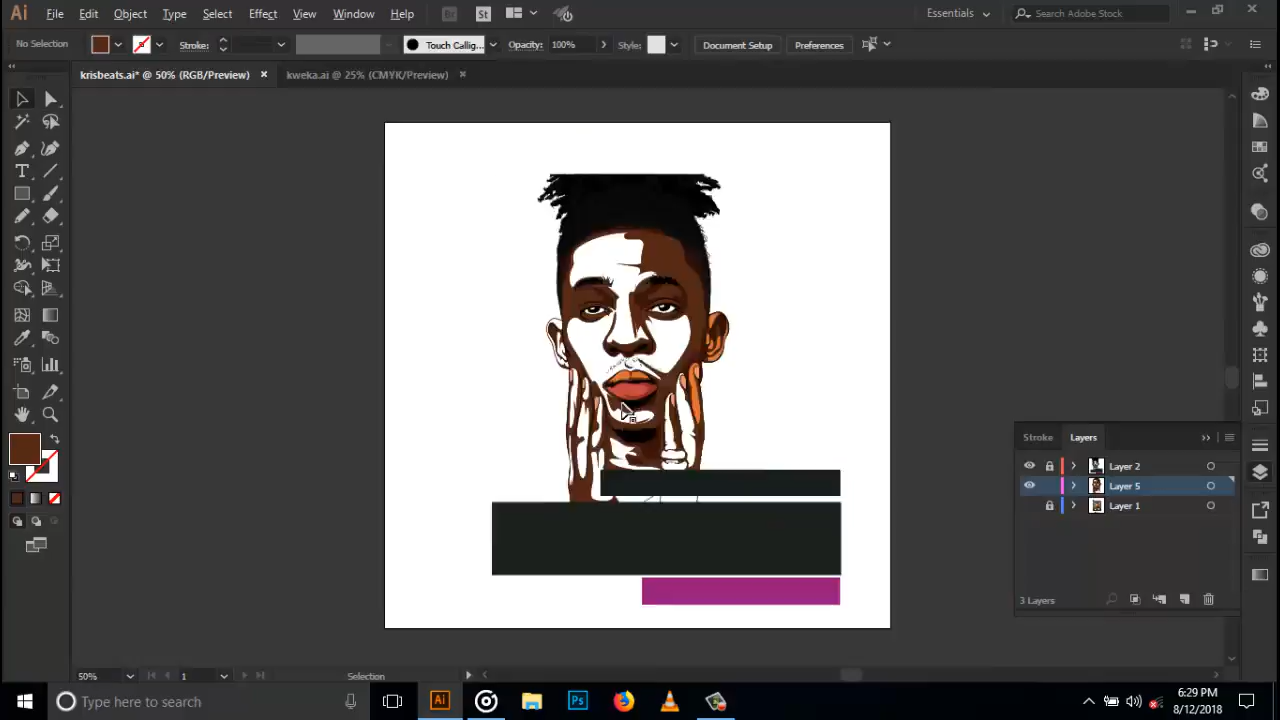 Ai File Edit Object Type Select Effect View Window Help Br St Essentials Search Adobe Stock
No Selection Stroke: Touch Callig... Opacity: 100% Style: Document Setup Preferences
krisbeats.ai* @ 50% (RGB/Preview) × kweka.ai @ 25% (CMYK/Preview) ×
Stroke Layers
Layer 2
Layer 5
Layer 1
3 Layers
50% 1 Selection
Type here to search Ai Ps 6:29 PM
8/12/2018